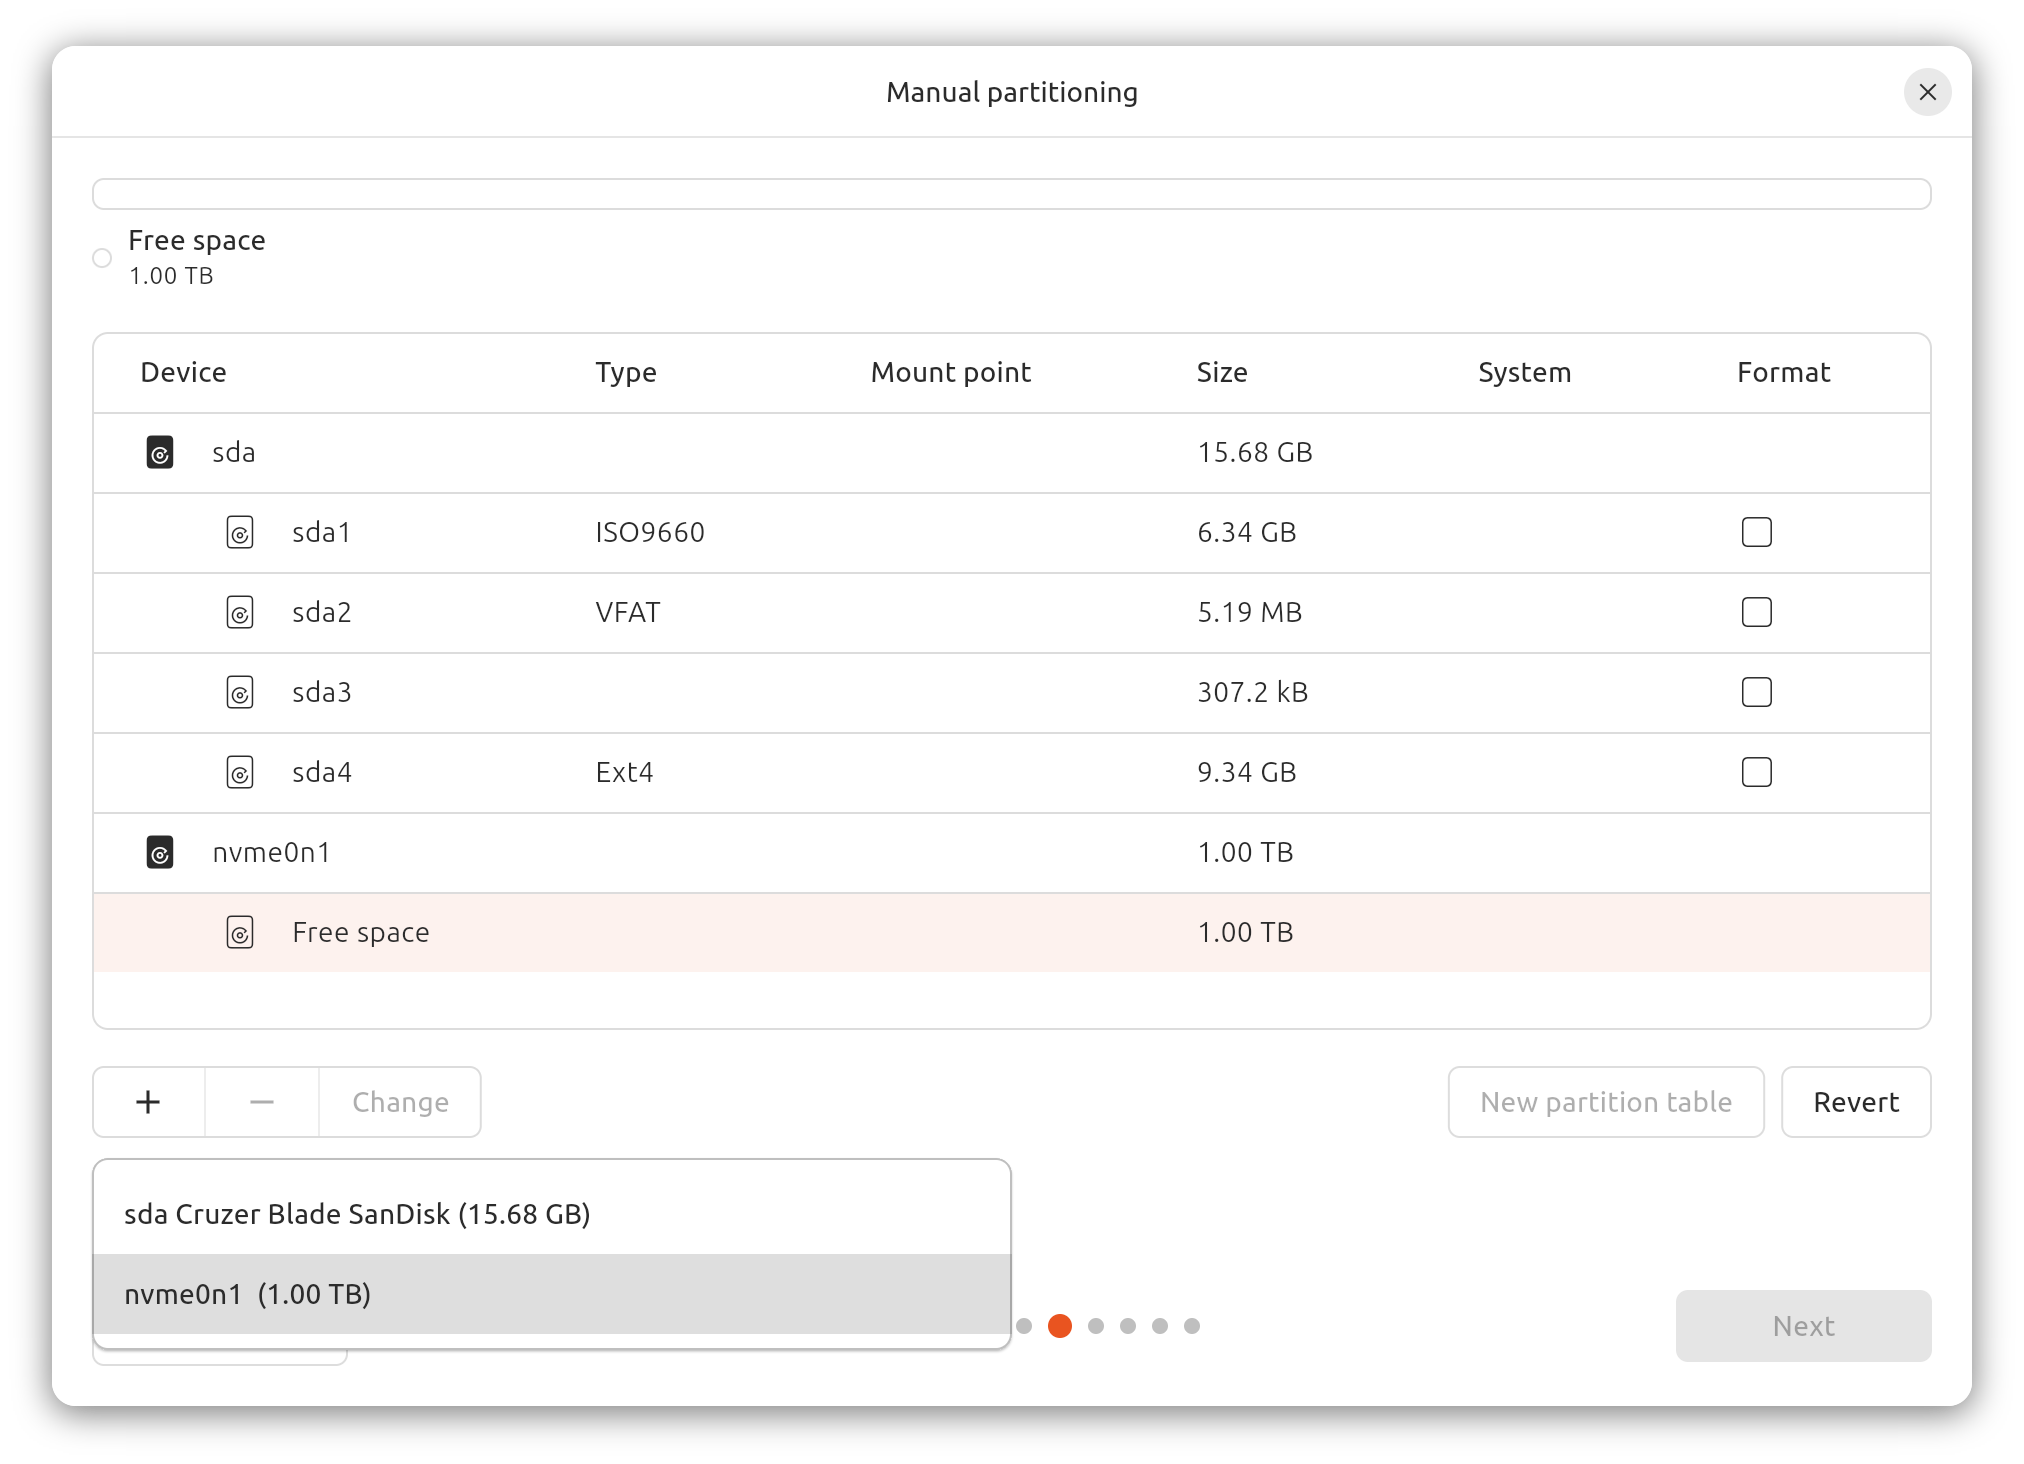 Manual partitioning
Free space
1.00 TB
Device Type Mount point Size System Format
sda 15.68 GB
sda1 ISO9660 6.34 GB
sda2 VFAT 5.19 MB
sda3 307.2 kB
sda4 Ext4 9.34 GB
nvme0n1 1.00 TB
Free space 1.00 TB
+ − Change New partition table Revert
sda Cruzer Blade SanDisk (15.68 GB)
nvme0n1 (1.00 TB)
Next